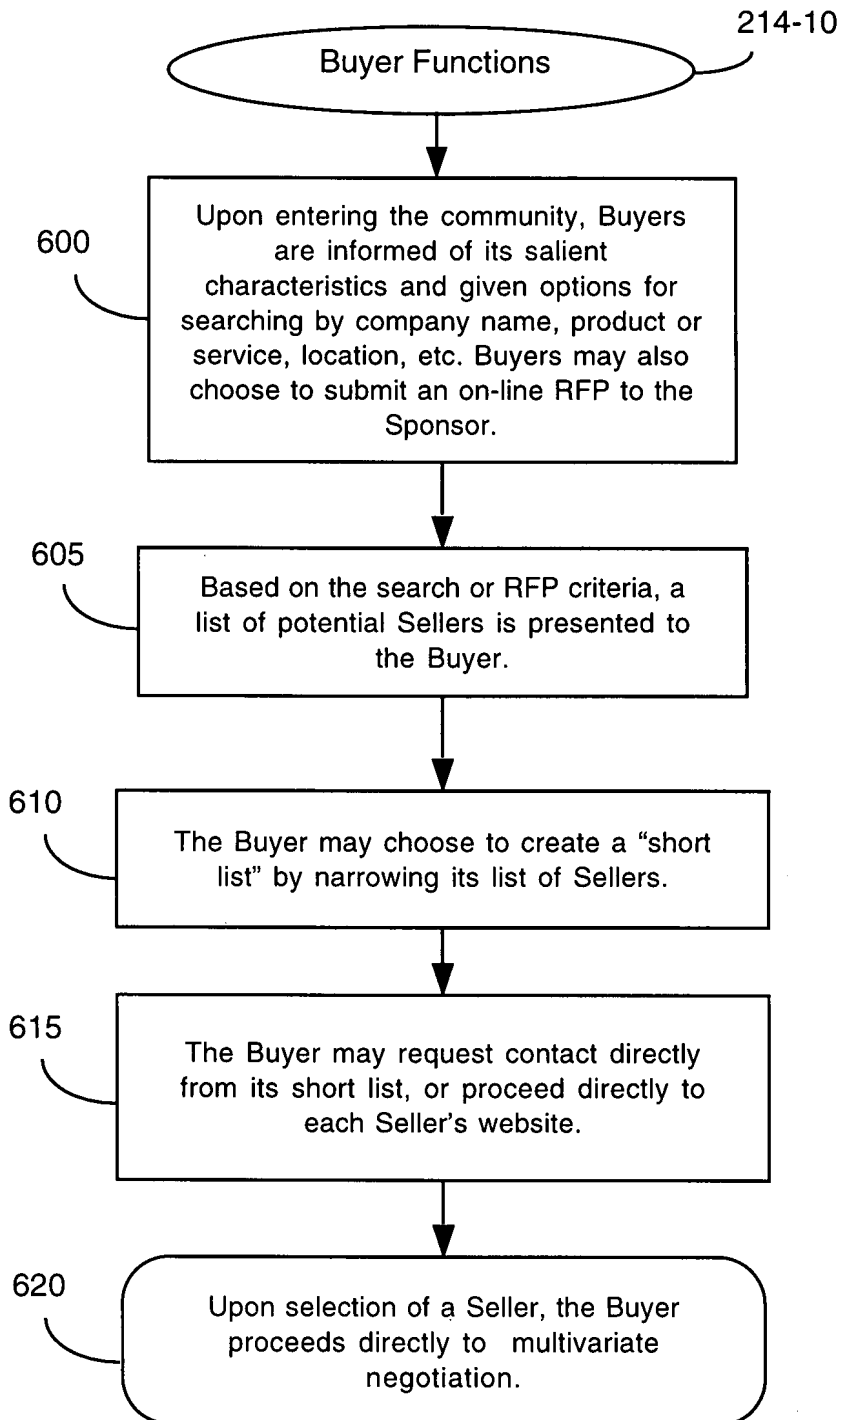 214-10
Buyer Functions
600
Upon entering the community, Buyers
are informed of its salient
characteristics and given options for
searching by company name, product or
service, location, etc. Buyers may also
choose to submit an on-line RFP to the
Sponsor.
605
Based on the search or RFP criteria, a
list of potential Sellers is presented to
the Buyer.
610
The Buyer may choose to create a “short
list” by narrowing its list of Sellers.
615
The Buyer may request contact directly
from its short list, or proceed directly to
each Seller’s website.
620
Upon selection of a Seller, the Buyer
proceeds directly to multivariate
negotiation.